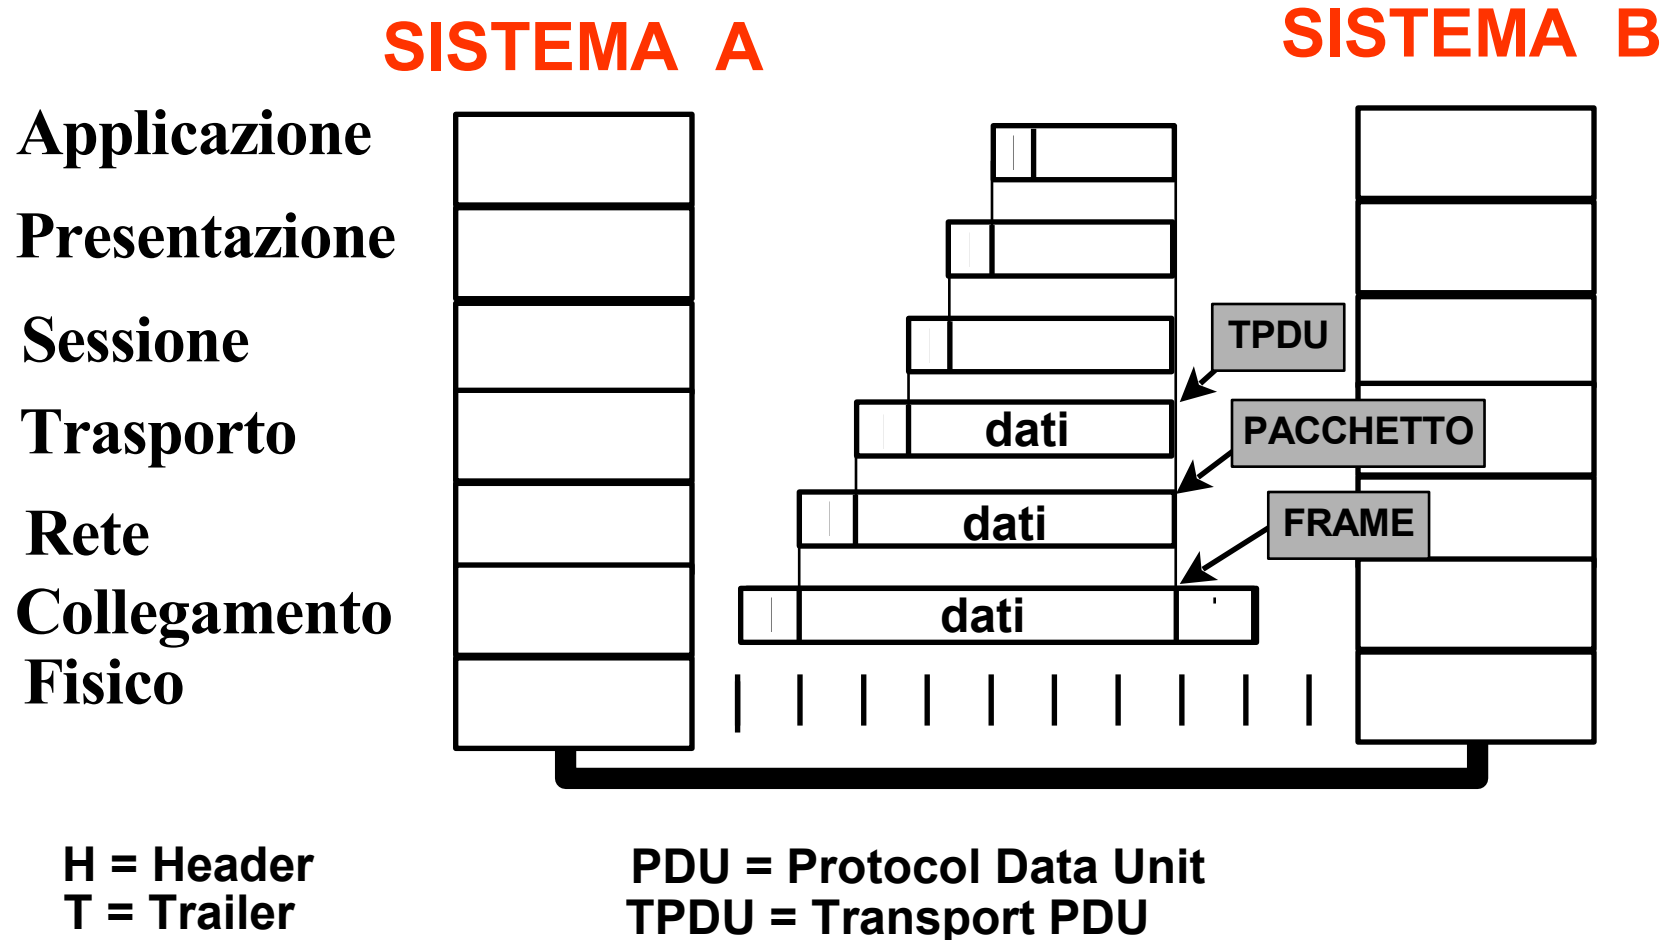 SISTEMA A
SISTEMA B
Applicazione
Presentazione
Sessione
TPDU
Trasporto
dati
PACCHETTO
Rete
dati
FRAME
Collegamento
dati
Fisico
H = Header
PDU = Protocol Data Unit
T = Trailer
TPDU = Transport PDU